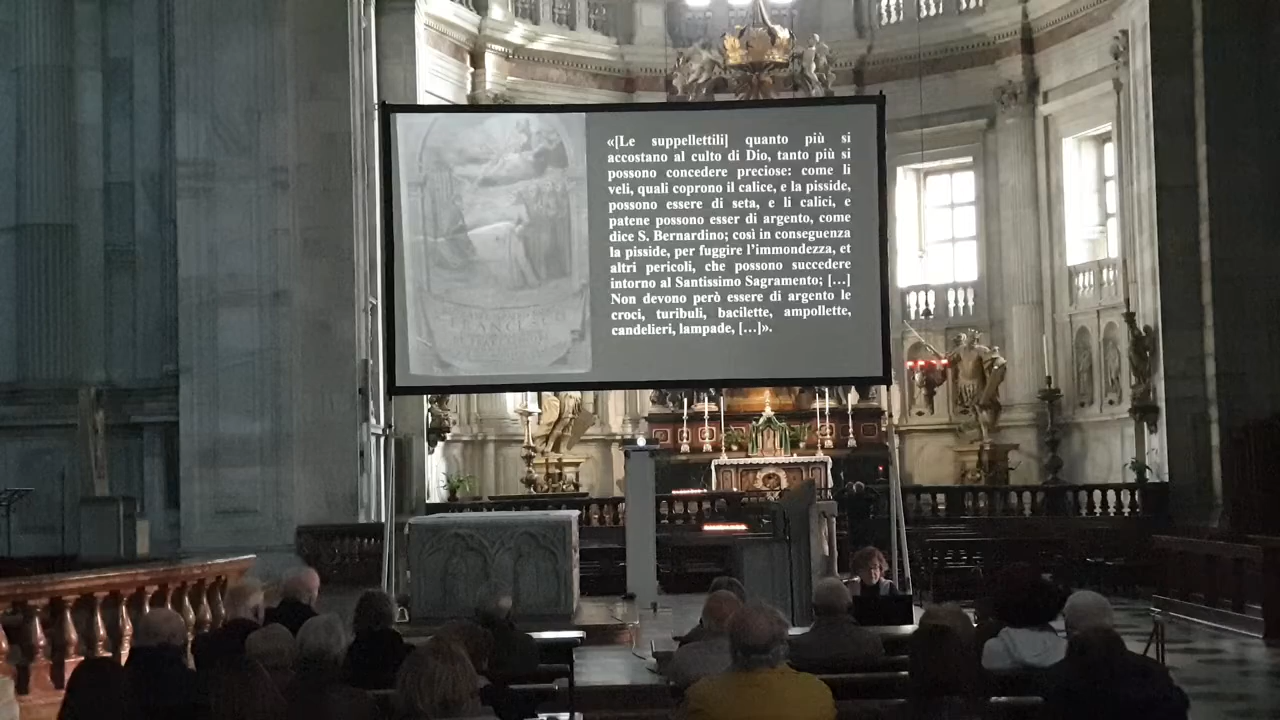 «[Le suppellettili] quanto più si
accostano al culto di Dio, tanto più si
possono concedere preziose: come li
veli, quali coprono il calice, e la pisside,
possono essere di seta, e li calici, e
patene possono esser di argento, come
dice S. Bernardino; così in conseguenza
la pisside, per fuggire l'immondezza, et
altri pericoli, che possono succedere
intorno al Santissimo Sagramento; […]
Non devono però essere di argento le
croci, turibuli, bacilette, ampollette,
candelieri, lampade, […]».